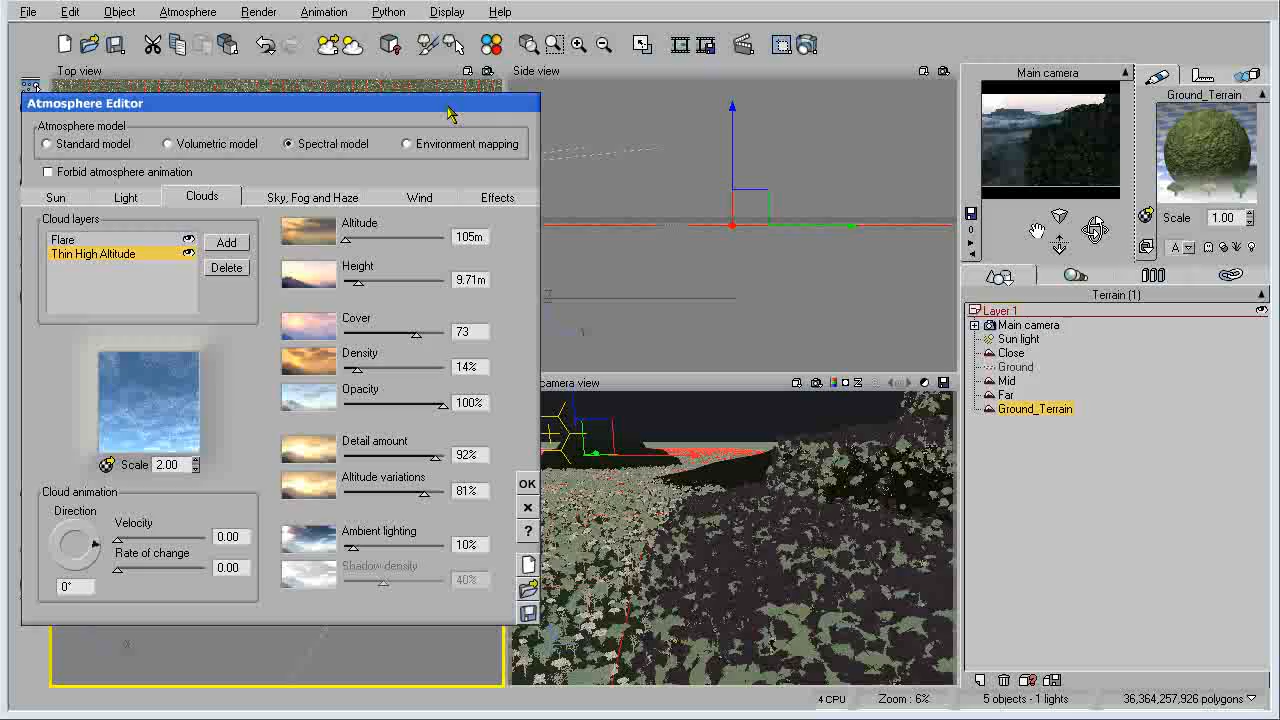 File Edit Object Atmosphere Render Animation Python Display Help
Top view
Side view
Main camera
Ground_Terrain
Scale 1.00
Atmosphere Editor
Atmosphere model
Standard model Volumetric model Spectral model Environment mapping
Forbid atmosphere animation
Sun Light Clouds Sky, Fog and Haze Wind Effects
Cloud layers
Flare
Thin High Altitude
Add
Delete
Scale 2.00
Cloud animation
Direction
0°
Velocity 0.00
Rate of change 0.00
Altitude 105m
Height 9.71m
Cover 73
Density 14%
Opacity 100%
Detail amount 92%
Altitude variations 81%
Ambient lighting 10%
Shadow density 40%
OK
?
camera view
Terrain (1)
Layer 1
Main camera
Sun light
Close
Ground
Mid
Far
Ground_Terrain
4 CPU Zoom : 6% 5 objects - 1 lights 36,364,257,926 polygons